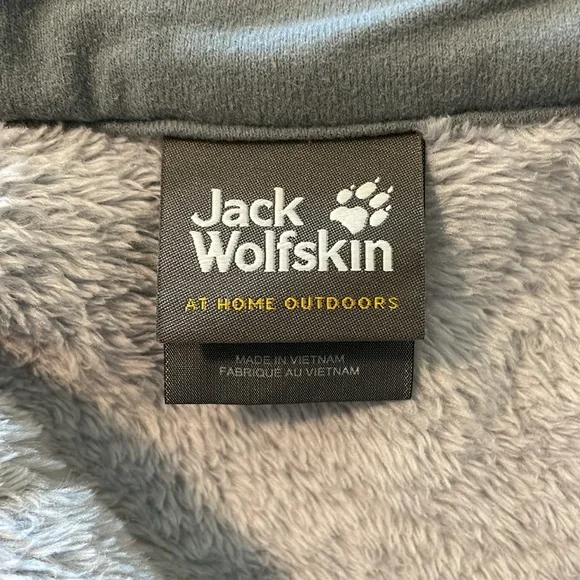 Jack
Wolfskin
AT HOME OUTDOORS
MADE IN VIETNAM
FABRIQUÉ AU VIETNAM